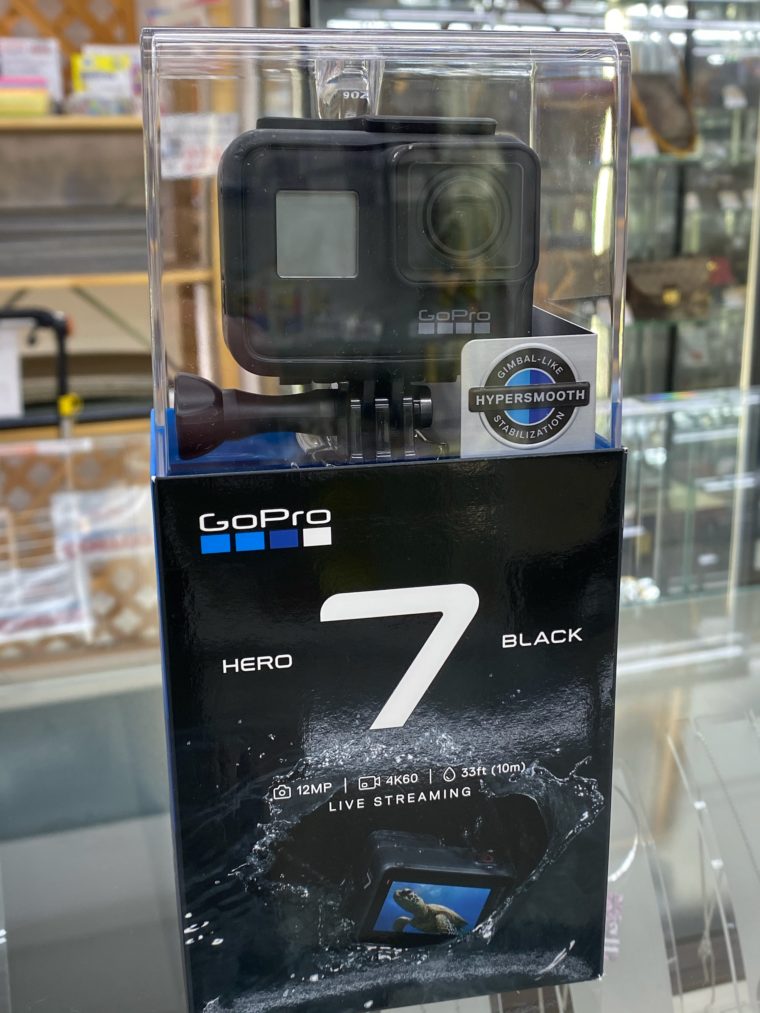 GoPro
GIMBAL-LIKE
HYPERSMOOTH
STABILIZATION
GoPro
7
HERO
BLACK
12MP | 4K60 | 33ft (10m)
LIVE STREAMING